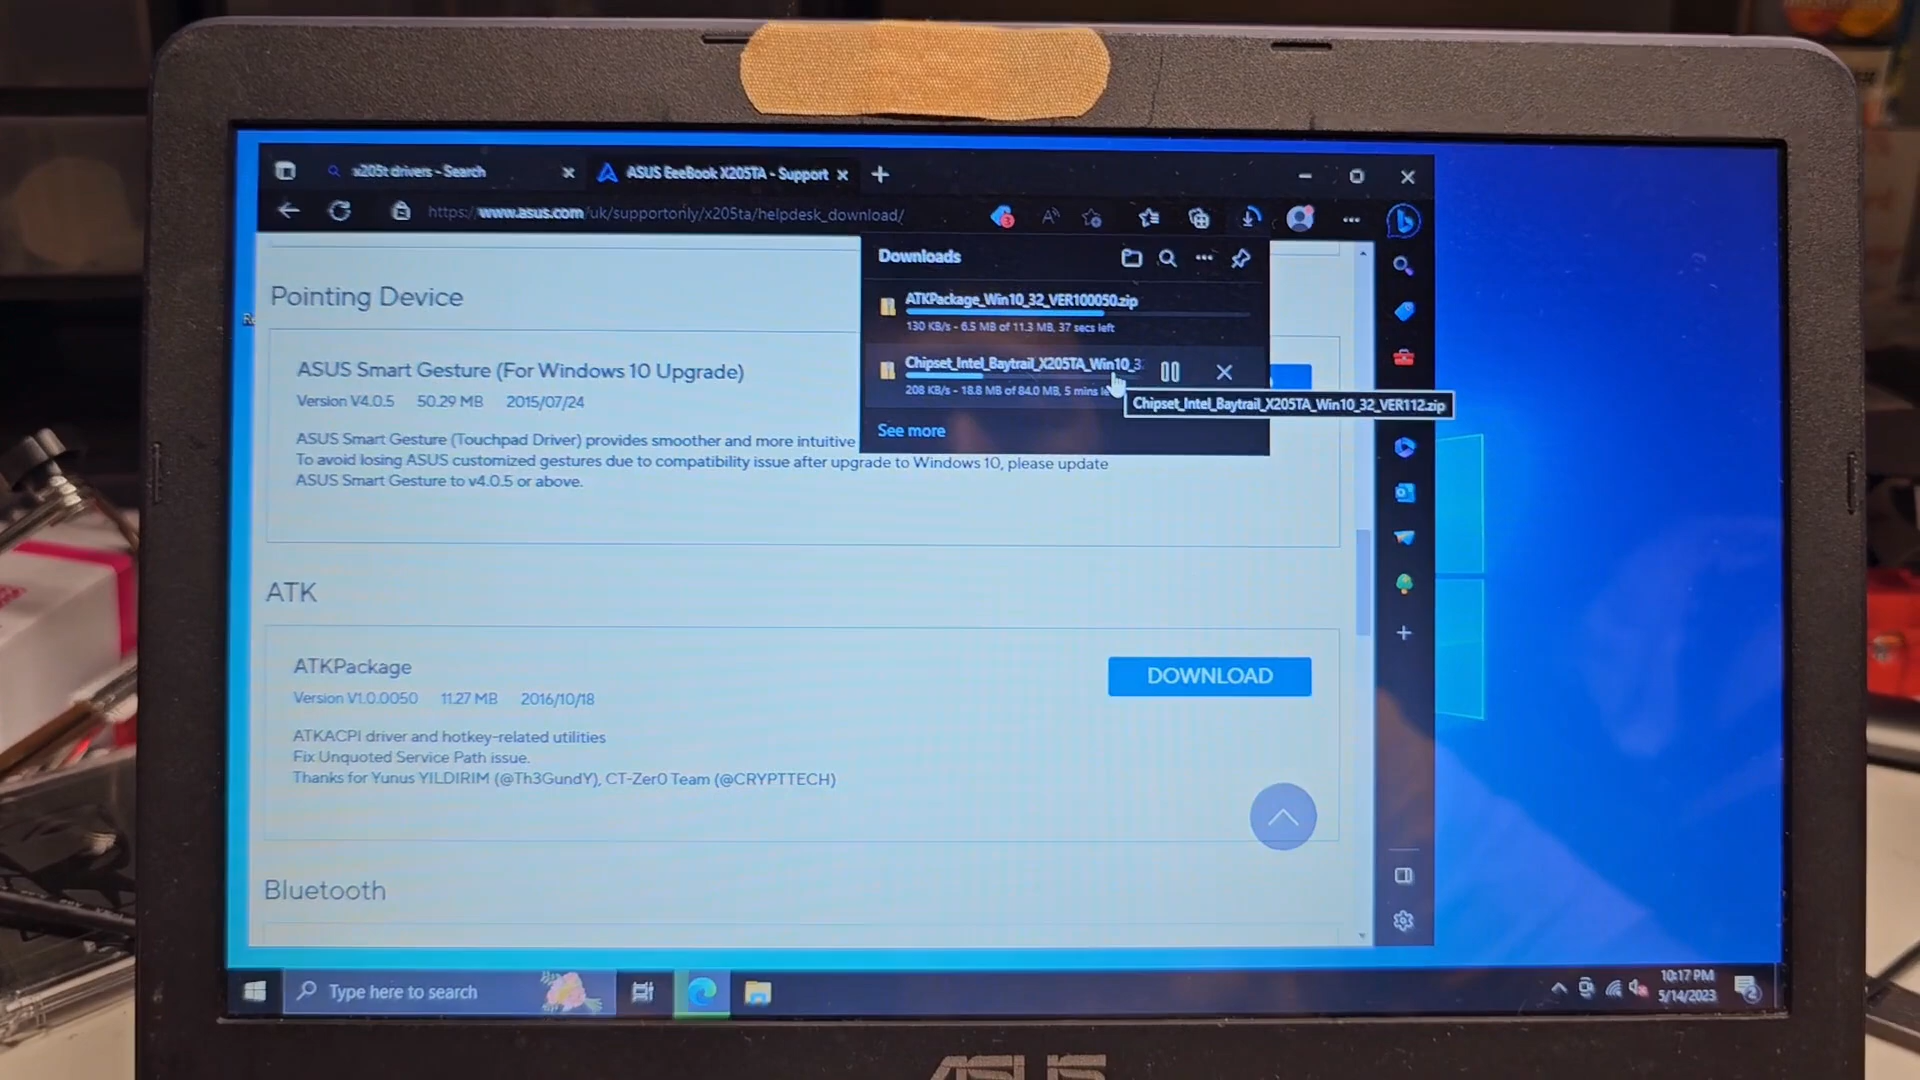 x205t drivers - Search
ASUS EeeBook X205TA - Support
https://www.asus.com/uk/supportonly/x205ta/helpdesk_download/
Downloads
ATKPackage_Win10_32_VER100050.zip
130 KB/s - 6.5 MB of 11.3 MB, 37 secs left
Chipset_Intel_Baytrail_X205TA_Win10_3
208 KB/s - 18.8 MB of 84.0 MB, 5 mins le
Chipset_Intel_Baytrail_X205TA_Win10_32_VER112.zip
See more
Pointing Device
ASUS Smart Gesture (For Windows 10 Upgrade)
Version V4.0.5 50.29 MB 2015/07/24
ASUS Smart Gesture (Touchpad Driver) provides smoother and more intuitive
To avoid losing ASUS customized gestures due to compatibility issue after upgrade to Windows 10, please update
ASUS Smart Gesture to v4.0.5 or above.
ATK
ATKPackage
DOWNLOAD
Version V1.0.0050 11.27 MB 2016/10/18
ATKACPI driver and hotkey-related utilities
Fix Unquoted Service Path issue.
Thanks for Yunus YILDIRIM (@Th3GundY), CT-Zer0 Team (@CRYPTTECH)
Bluetooth
Type here to search
10:17 PM
5/14/2023
2
ASUS